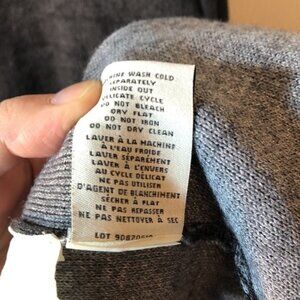 WASH COLD
SEPARATELY
INSIDE OUT
DELICATE CYCLE
DO NOT BLEACH
DRY FLAT
DO NOT IRON
DO NOT DRY CLEAN
LAVER À LA MACHINE
À L'EAU FROIDE
LAVER SÉPARÉMENT
LAVER À L'ENVERS
AU CYCLE DÉLICAT
NE PAS UTILISER
D'AGENT DE BLANCHIMENT
SÉCHER À PLAT
NE PAS REPASSER
NE PAS NETTOYER À SEC
LOT